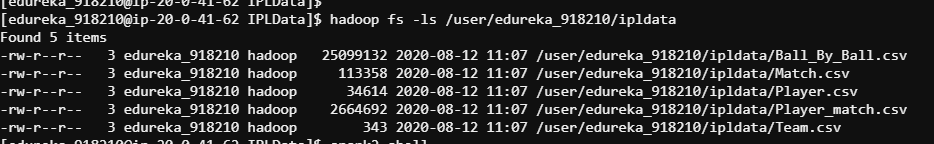 [edureka_918210@ip-20-0-41-62 IPLData]$
[edureka_918210@ip-20-0-41-62 IPLData]$ hadoop fs -ls /user/edureka_918210/ipldata
Found 5 items
-rw-r--r--   3 edureka_918210 hadoop   25099132 2020-08-12 11:07 /user/edureka_918210/ipldata/Ball_By_Ball.csv
-rw-r--r--   3 edureka_918210 hadoop     113358 2020-08-12 11:07 /user/edureka_918210/ipldata/Match.csv
-rw-r--r--   3 edureka_918210 hadoop      34614 2020-08-12 11:07 /user/edureka_918210/ipldata/Player.csv
-rw-r--r--   3 edureka_918210 hadoop    2664692 2020-08-12 11:07 /user/edureka_918210/ipldata/Player_match.csv
-rw-r--r--   3 edureka_918210 hadoop        343 2020-08-12 11:07 /user/edureka_918210/ipldata/Team.csv
[edureka_918210@ip-20-0-41-62 IPLData]$ spark2-shell